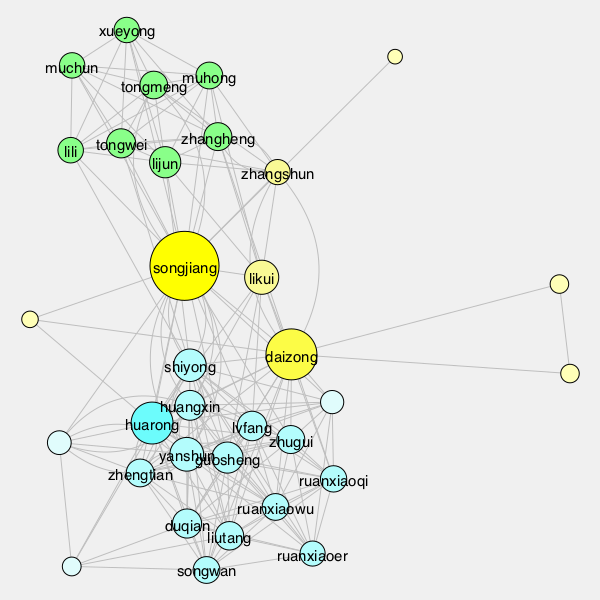 xueyong
muchun
muhong
tongmeng
zhangheng
tongwei
lili
lijun
zhangshun
songjiang
likui
daizong
shiyong
huangxin
huarong
lvfang
zhugui
yanshun
guosheng
zhengtian
ruanxiaoqi
ruanxiaowu
duqian
liutang
ruanxiaoer
songwan